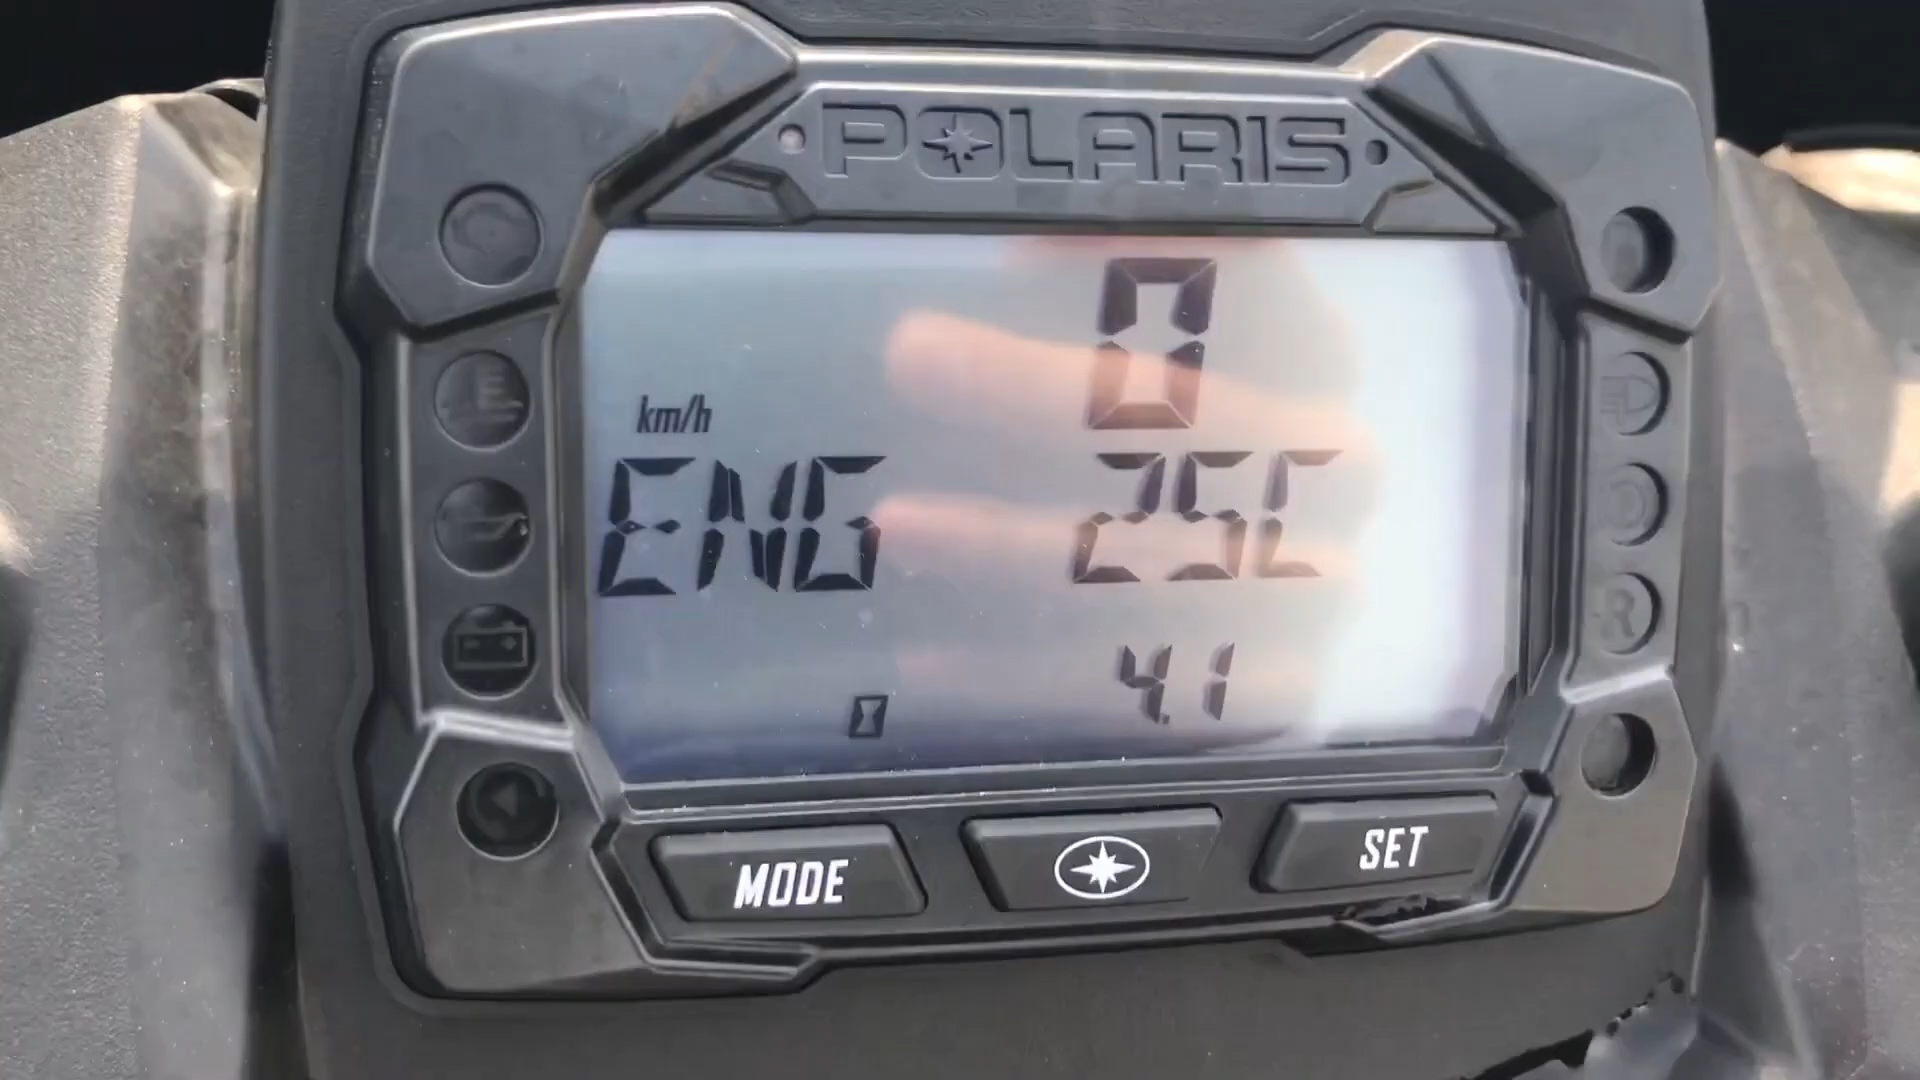 POLARIS
0
km/h
ENG 25C
4.1
R
MODE
SET